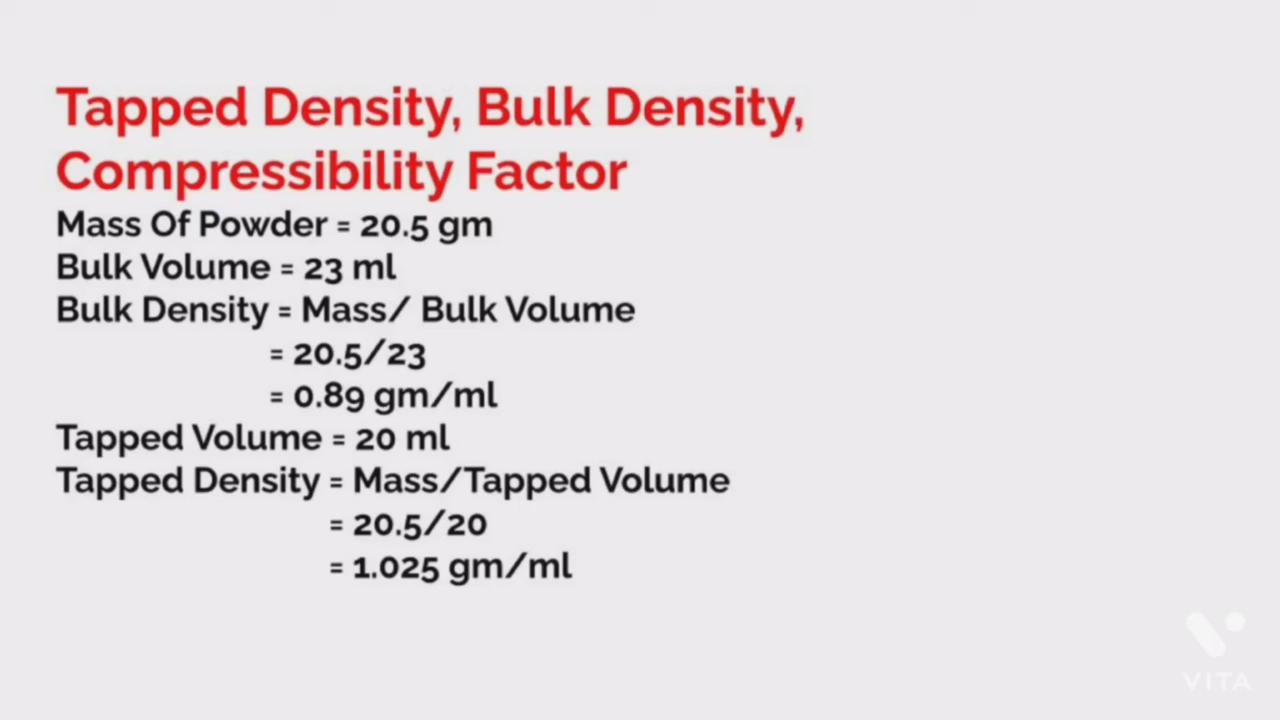 Tapped Density, Bulk Density,
Compressibility Factor
Mass Of Powder = 20.5 gm
Bulk Volume = 23 ml
Bulk Density = Mass/ Bulk Volume
= 20.5/23
= 0.89 gm/ml
Tapped Volume = 20 ml
Tapped Density = Mass/Tapped Volume
= 20.5/20
= 1.025 gm/ml
VITA